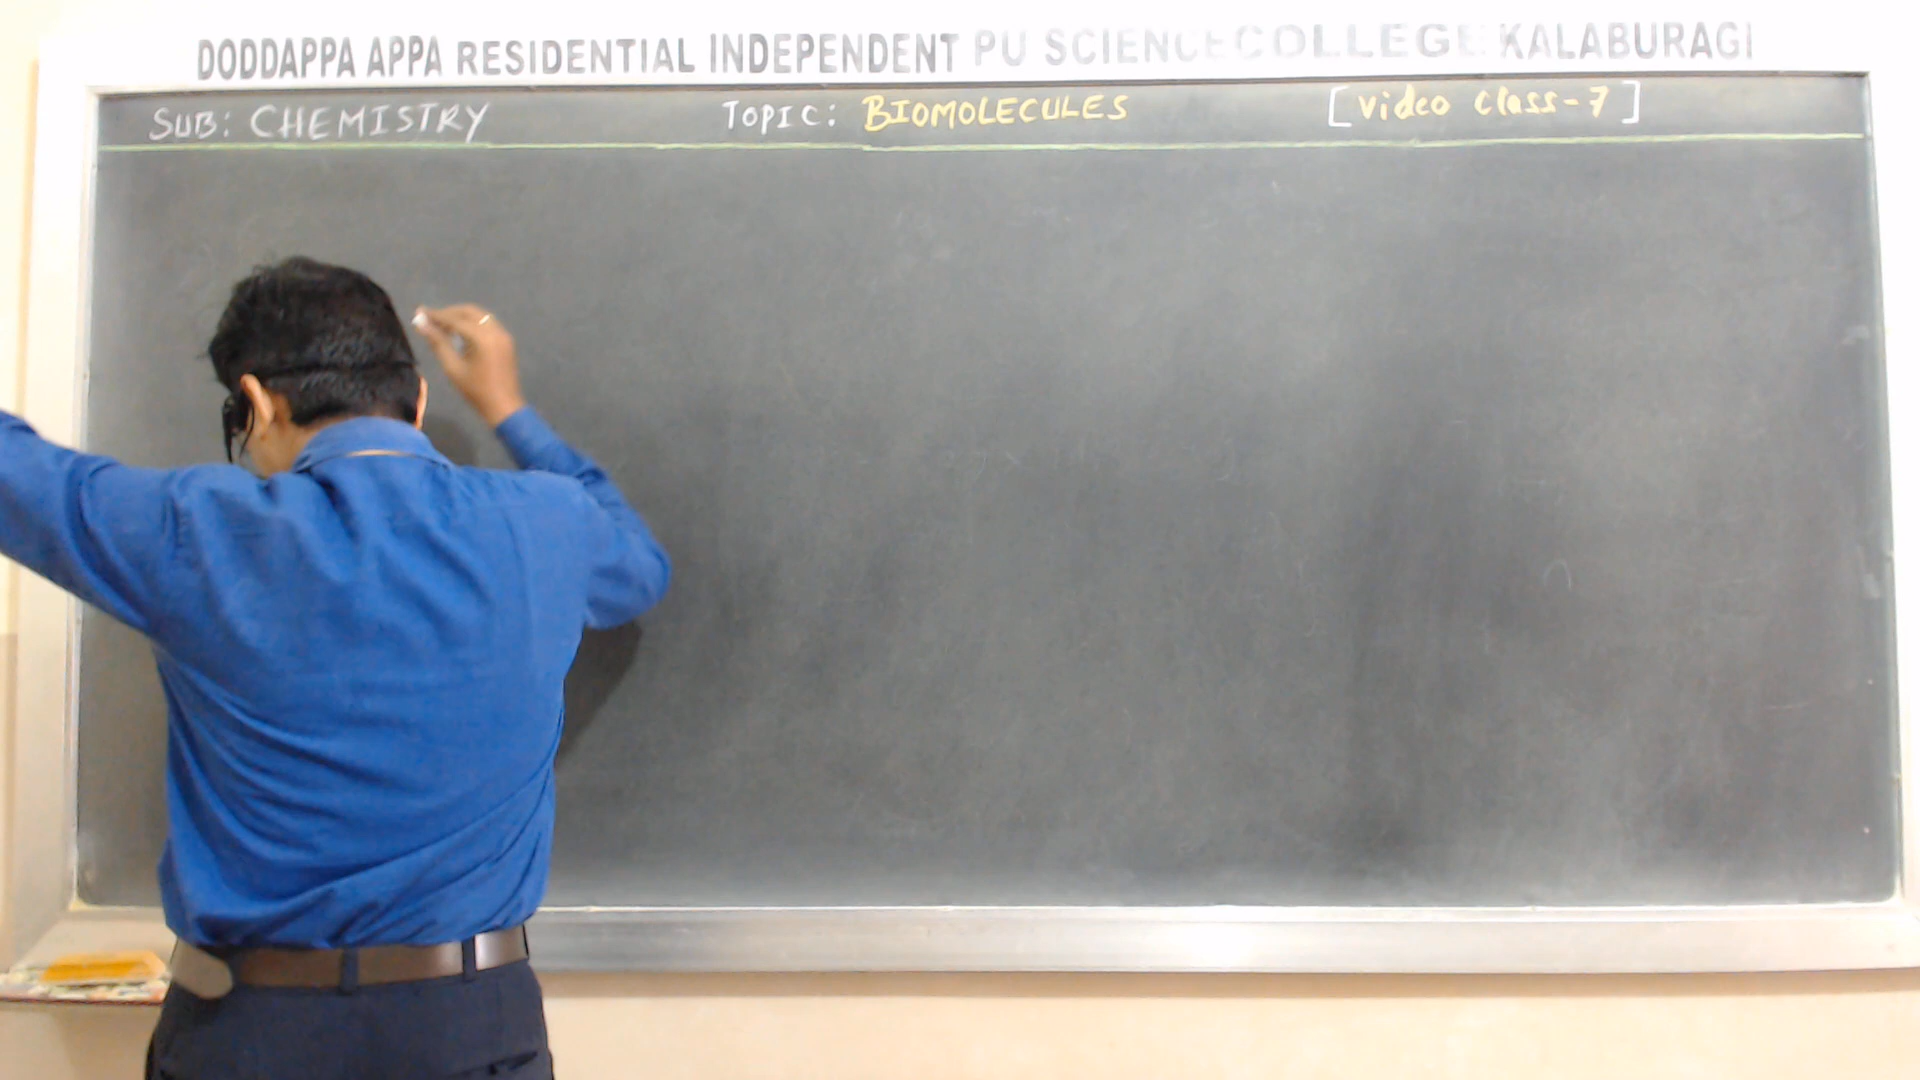 DODDAPPA APPA RESIDENTIAL INDEPENDENT PU SCIENCE COLLEGE KALABURAGI
SUB: CHEMISTRY TOPIC: BIOMOLECULES [Video Class-7]